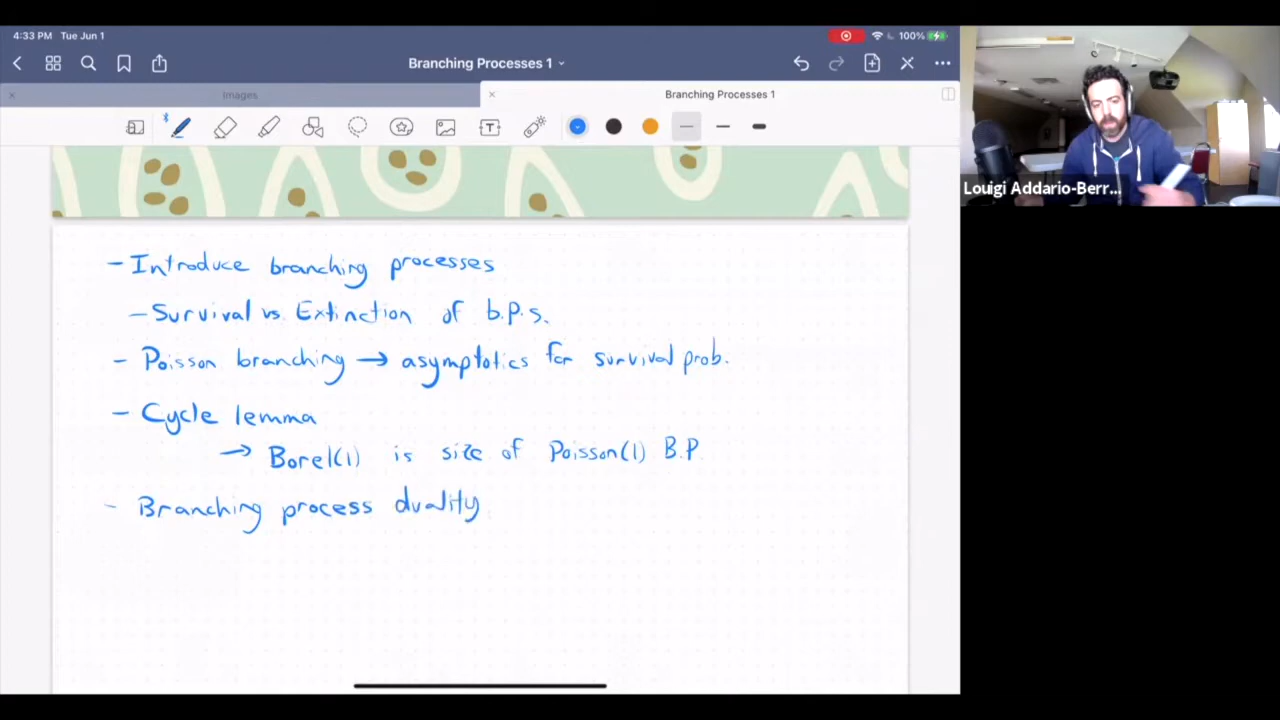 4:33 PM Tue Jun 1
100%
Branching Processes 1
Images
Branching Processes 1
Louigi Addario-Berr...
- Introduce branching processes
- Survival vs. Extinction of b.p.s.
- Poisson branching → asymptotics for survival prob.
- Cycle lemma
→ Borel(1) is size of Poisson(1) B.P
- Branching process duality